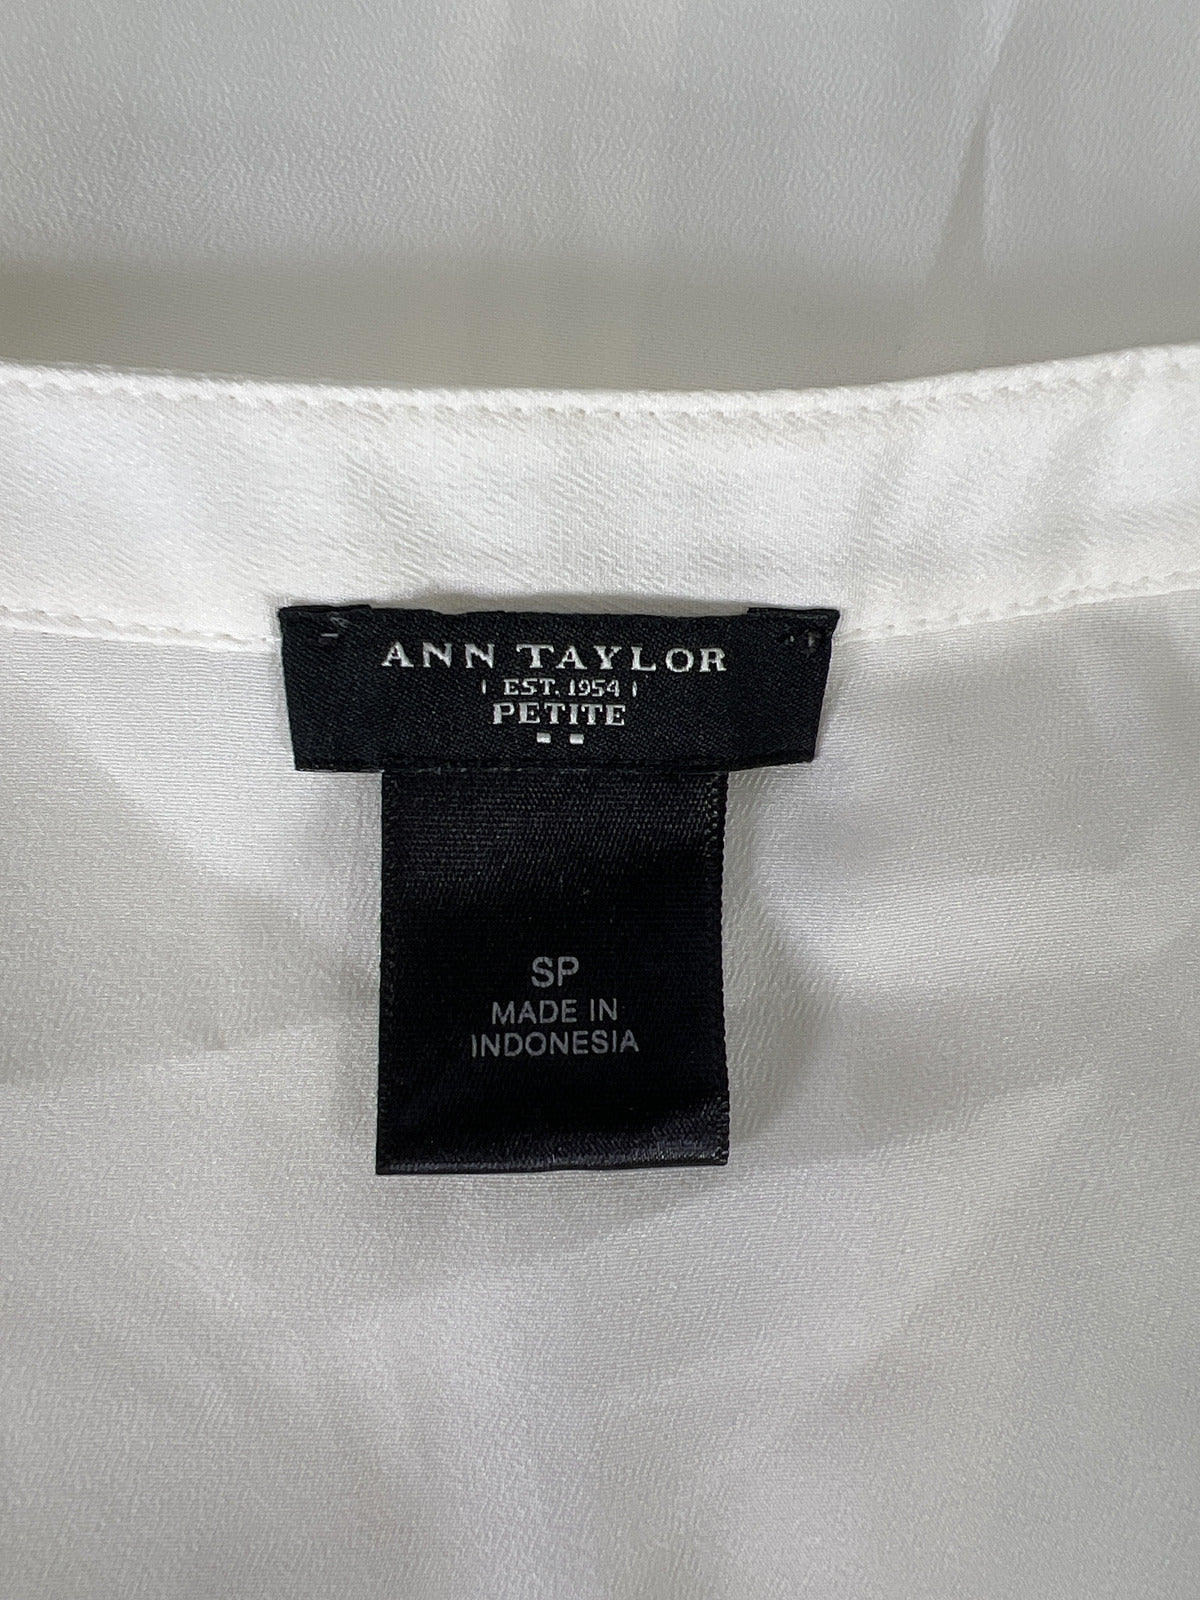 ANN TAYLOR
EST. 1954
PETITE
SP
MADE IN
INDONESIA